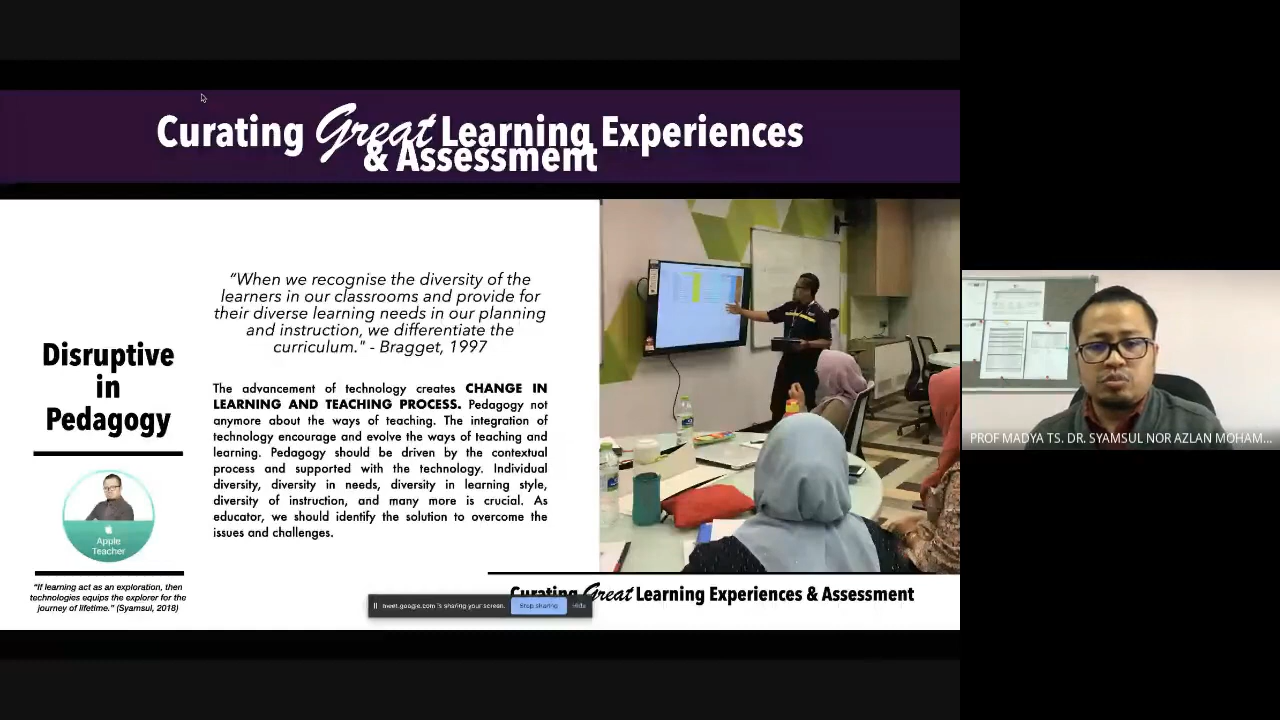 Curating Great Learning Experiences
& Assessment
Disruptive
in
Pedagogy
Apple
Teacher
"If learning act as an exploration, then
technologies equips the explorer for the
journey of lifetime." (Syamsul, 2018)
“When we recognise the diversity of the
learners in our classrooms and provide for
their diverse learning needs in our planning
and instruction, we differentiate the
curriculum." - Bragget, 1997
The advancement of technology creates CHANGE IN
LEARNING AND TEACHING PROCESS. Pedagogy not
anymore about the ways of teaching. The integration of
technology encourage and evolve the ways of teaching and
learning. Pedagogy should be driven by the contextual
process and supported with the technology. Individual
diversity, diversity in needs, diversity in learning style,
diversity of instruction, and many more is crucial. As
educator, we should identify the solution to overcome the
issues and challenges.
Curating Great Learning Experiences & Assessment
meet.google.com is sharing your screen. Stop sharing Hide
PROF MADYA TS. DR. SYAMSUL NOR AZLAN MOHAM...